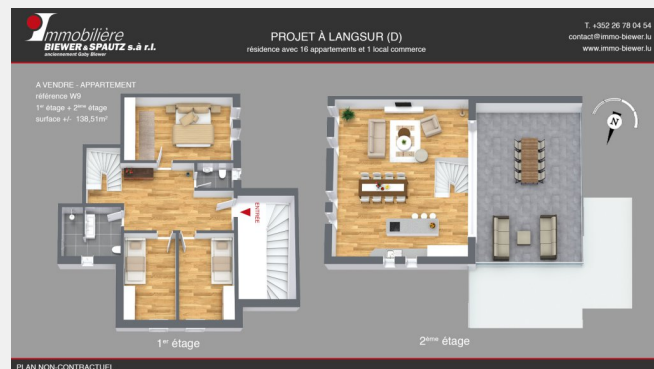 Immobilière
BIEWER & SPAUTZ s.à r.l.
anciennement Gaby Biewer
PROJET À LANGSUR (D)
résidence avec 16 appartements et 1 local commerce
T. +352 26 78 04 54
contact@immo-biewer.lu
www.immo-biewer.lu
A VENDRE - APPARTEMENT
référence W9
1er étage + 2ème étage
surface +/- 138,51m²
N
ENTRÉE
1er étage
2ème étage
PLAN NON-CONTRACTUEL